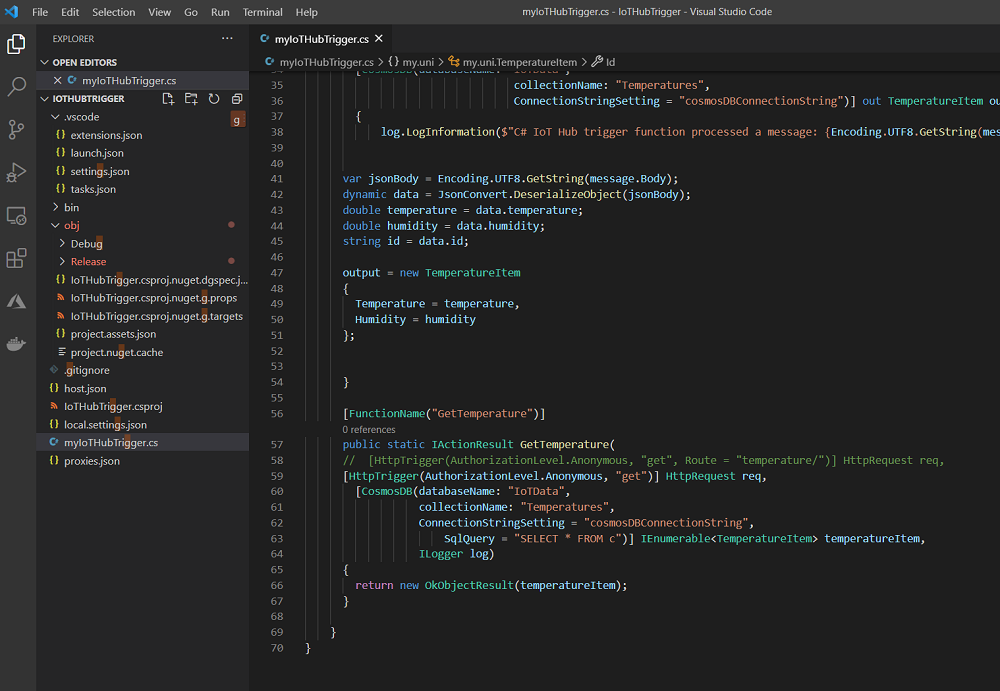 File Edit Selection View Go Run Terminal Help
myIoTHubTrigger.cs - IoTHubTrigger - Visual Studio Code
EXPLORER ···
OPEN EDITORS
myIoTHubTrigger.cs
IOTHUBTRIGGER
.vscode
g
extensions.json
launch.json
settings.json
tasks.json
bin
obj
Debug
Release
IoTHubTrigger.csproj.nuget.dgspec.j...
IoTHubTrigger.csproj.nuget.g.props
IoTHubTrigger.csproj.nuget.g.targets
project.assets.json
project.nuget.cache
.gitignore
host.json
IoTHubTrigger.csproj
local.settings.json
myIoTHubTrigger.cs
proxies.json
myIoTHubTrigger.cs
myIoTHubTrigger.cs > {} my.uni > my.uni.TemperatureItem > Id
34 [CosmosDB(databaseName: "IoTData",
35 collectionName: "Temperatures",
36 ConnectionStringSetting = "cosmosDBConnectionString")] out TemperatureItem ou
37 {
38 log.LogInformation($"C# IoT Hub trigger function processed a message: {Encoding.UTF8.GetString(mes
39
40
41 var jsonBody = Encoding.UTF8.GetString(message.Body);
42 dynamic data = JsonConvert.DeserializeObject(jsonBody);
43 double temperature = data.temperature;
44 double humidity = data.humidity;
45 string id = data.id;
46
47 output = new TemperatureItem
48 {
49 Temperature = temperature,
50 Humidity = humidity
51 };
52
53
54 }
55
56 [FunctionName("GetTemperature")]
0 references
57 public static IActionResult GetTemperature(
58 // [HttpTrigger(AuthorizationLevel.Anonymous, "get", Route = "temperature/")] HttpRequest req,
59 [HttpTrigger(AuthorizationLevel.Anonymous, "get")] HttpRequest req,
60 [CosmosDB(databaseName: "IoTData",
61 collectionName: "Temperatures",
62 ConnectionStringSetting = "cosmosDBConnectionString",
63 SqlQuery = "SELECT * FROM c")] IEnumerable<TemperatureItem> temperatureItem,
64 ILogger log)
65 {
66 return new OkObjectResult(temperatureItem);
67 }
68
69 }
70 }